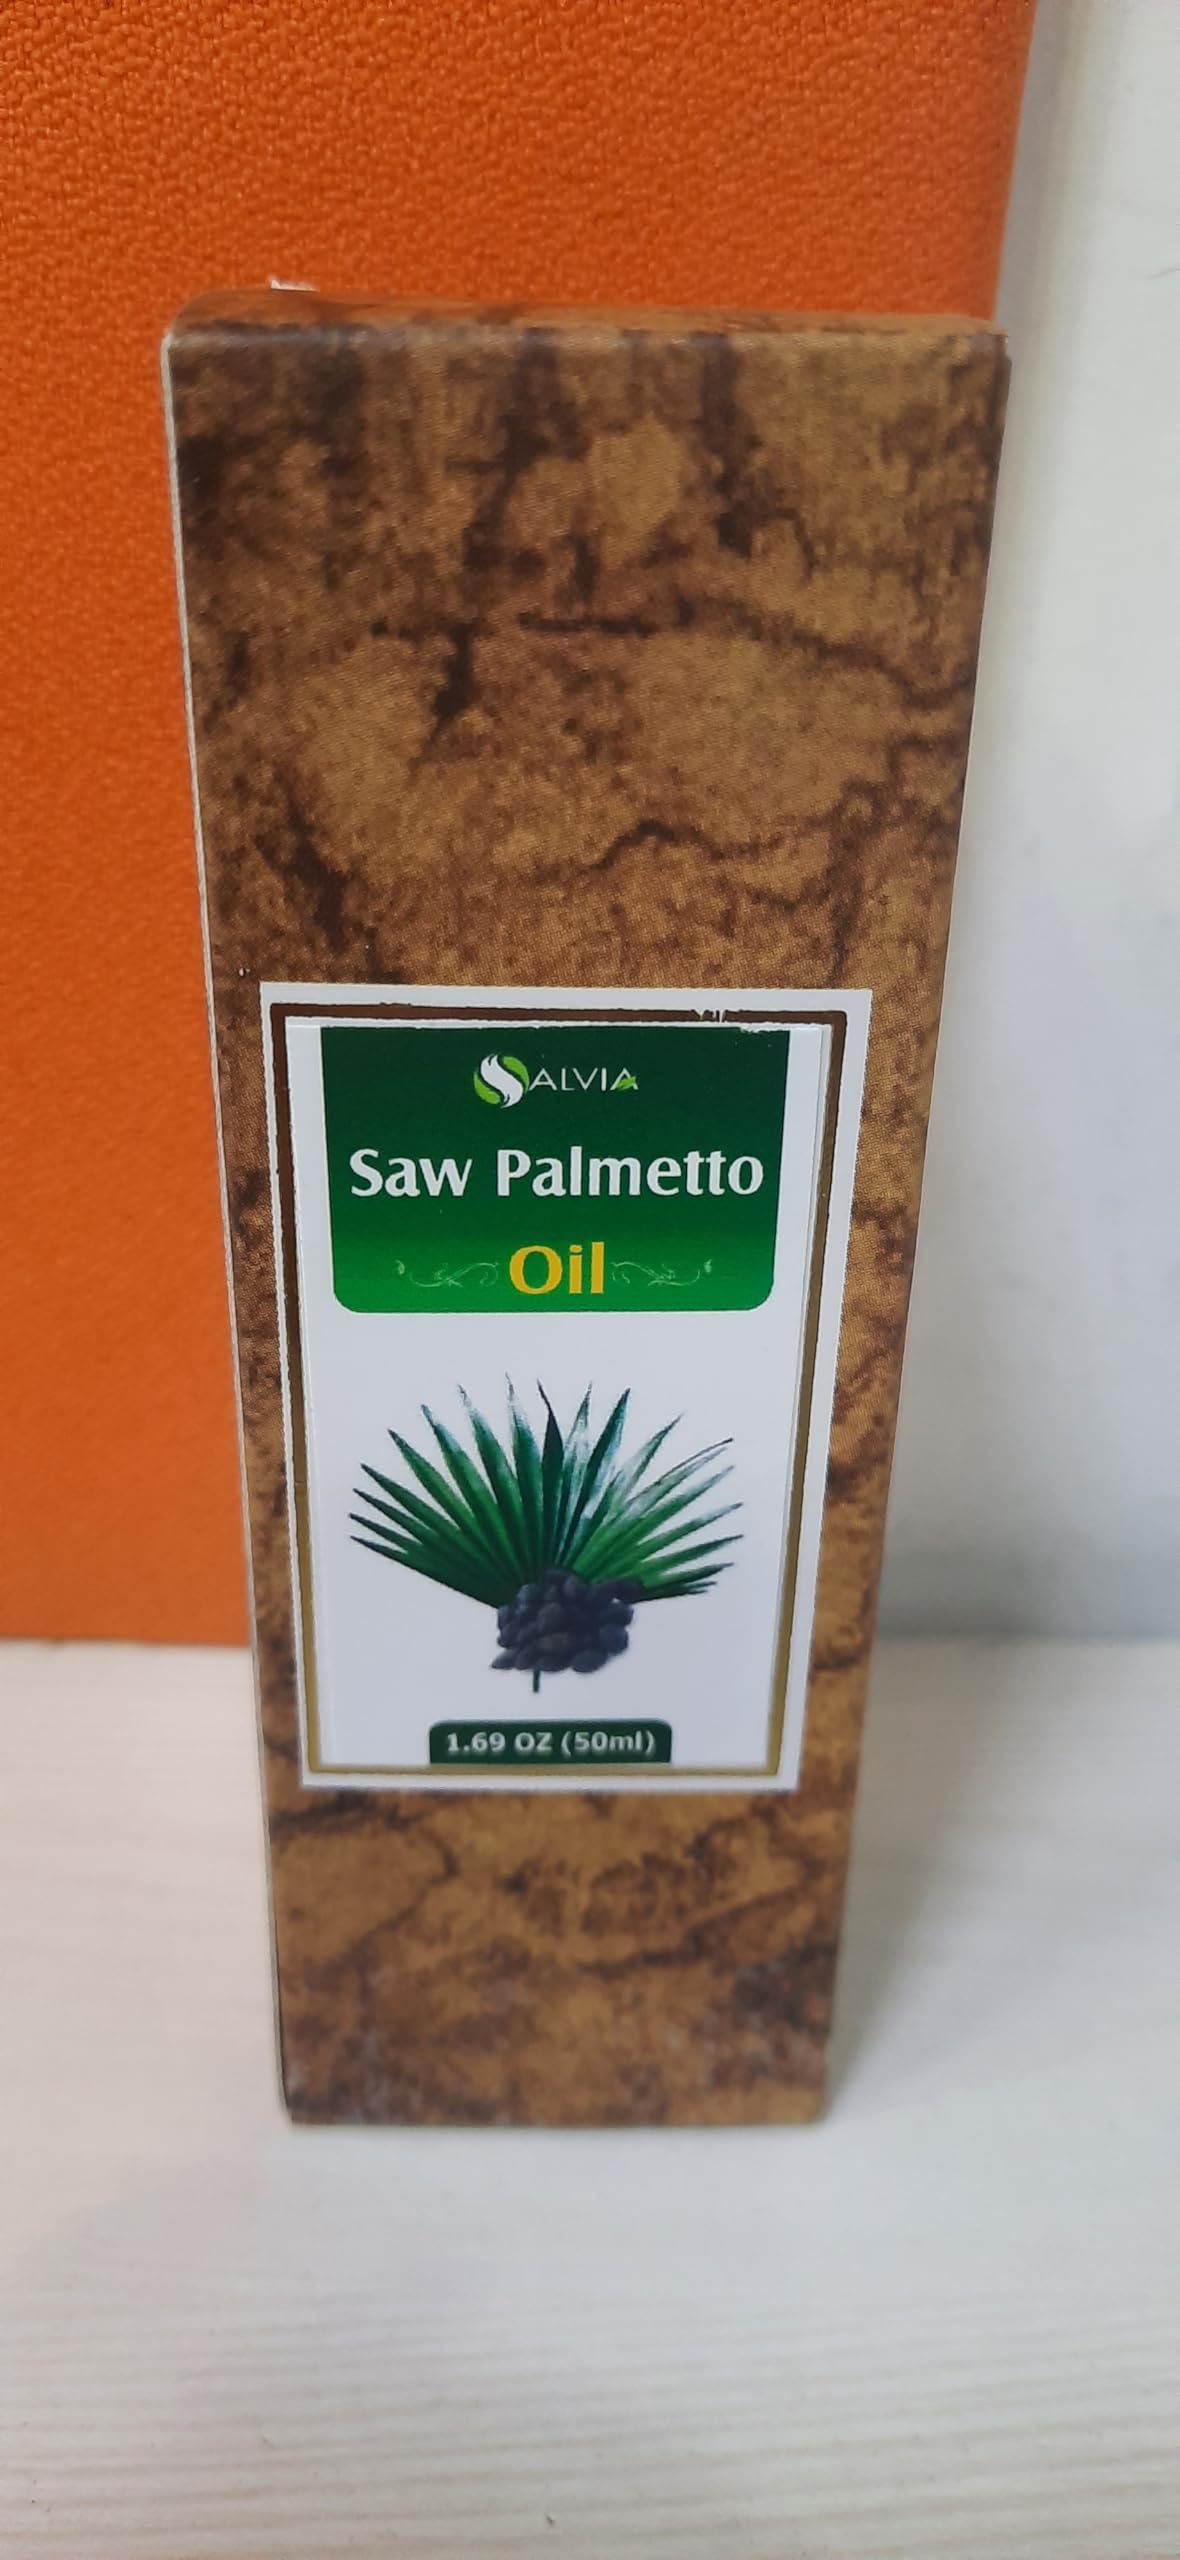 SALVIA
Saw Palmetto
Oil
1.69 OZ (50ml)